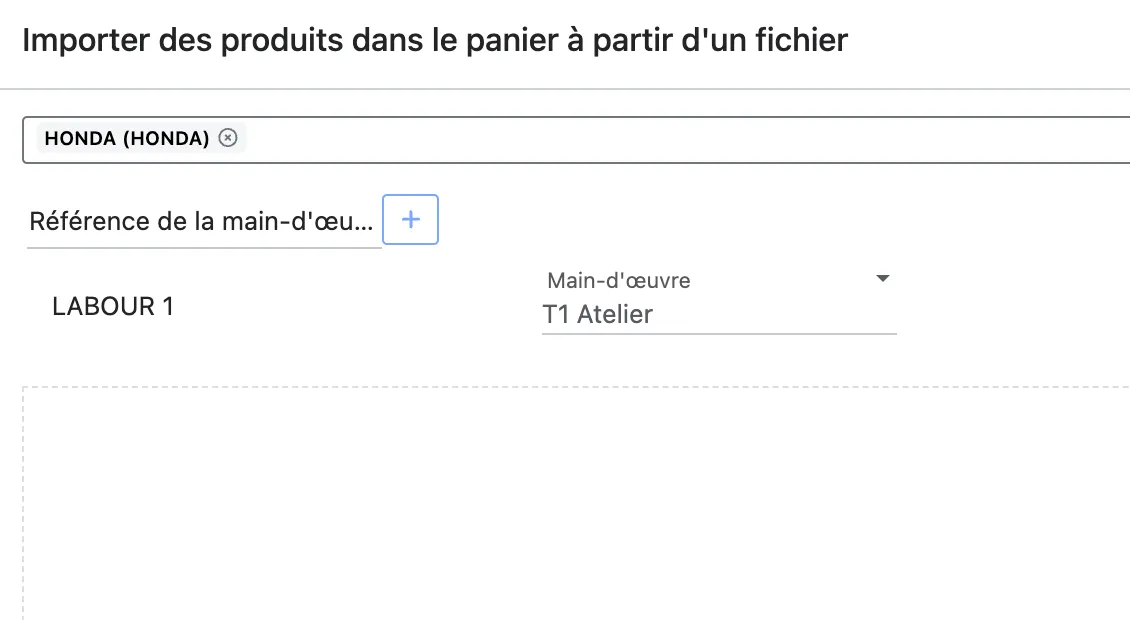 Importer des produits dans le panier à partir d'un fichier
HONDA (HONDA)
Référence de la main-d'œu...
Main-d'œuvre
LABOUR 1
T1 Atelier